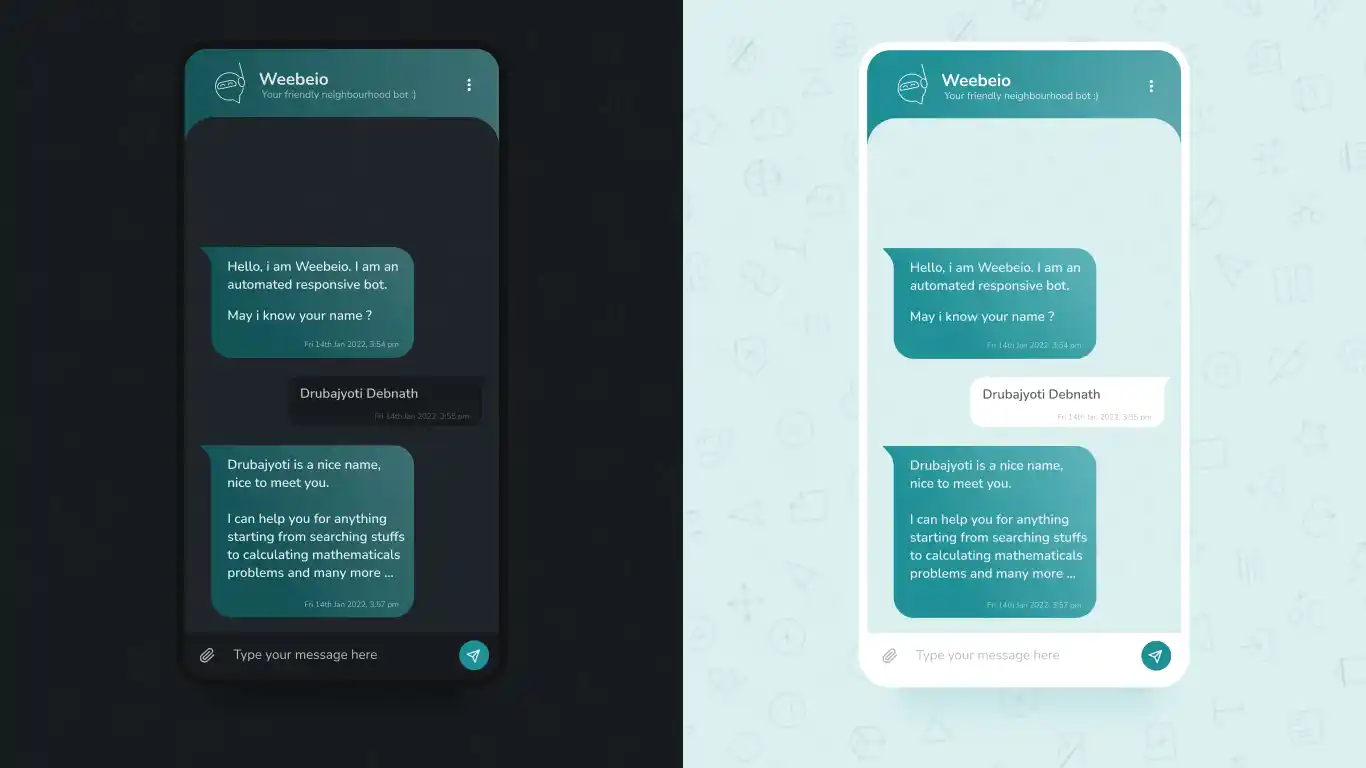 Weebeio
Your friendly neighbourhood bot :)
Hello, i am Weebeio. I am an
automated responsive bot.
May i know your name ?
Fri 14th Jan 2022, 3:54 pm
Drubajyoti Debnath
Fri 14th Jan 2022, 3:55 pm
Drubajyoti is a nice name,
nice to meet you.
I can help you for anything
starting from searching stuffs
to calculating mathematicals
problems and many more ...
Fri 14th Jan 2022, 3:57 pm
Type your message here
Weebeio
Your friendly neighbourhood bot :)
Hello, i am Weebeio. I am an
automated responsive bot.
May i know your name ?
Fri 14th Jan 2022, 3:54 pm
Drubajyoti Debnath
Fri 14th Jan 2022, 3:55 pm
Drubajyoti is a nice name,
nice to meet you.
I can help you for anything
starting from searching stuffs
to calculating mathematicals
problems and many more ...
Fri 14th Jan 2022, 3:57 pm
Type your message here